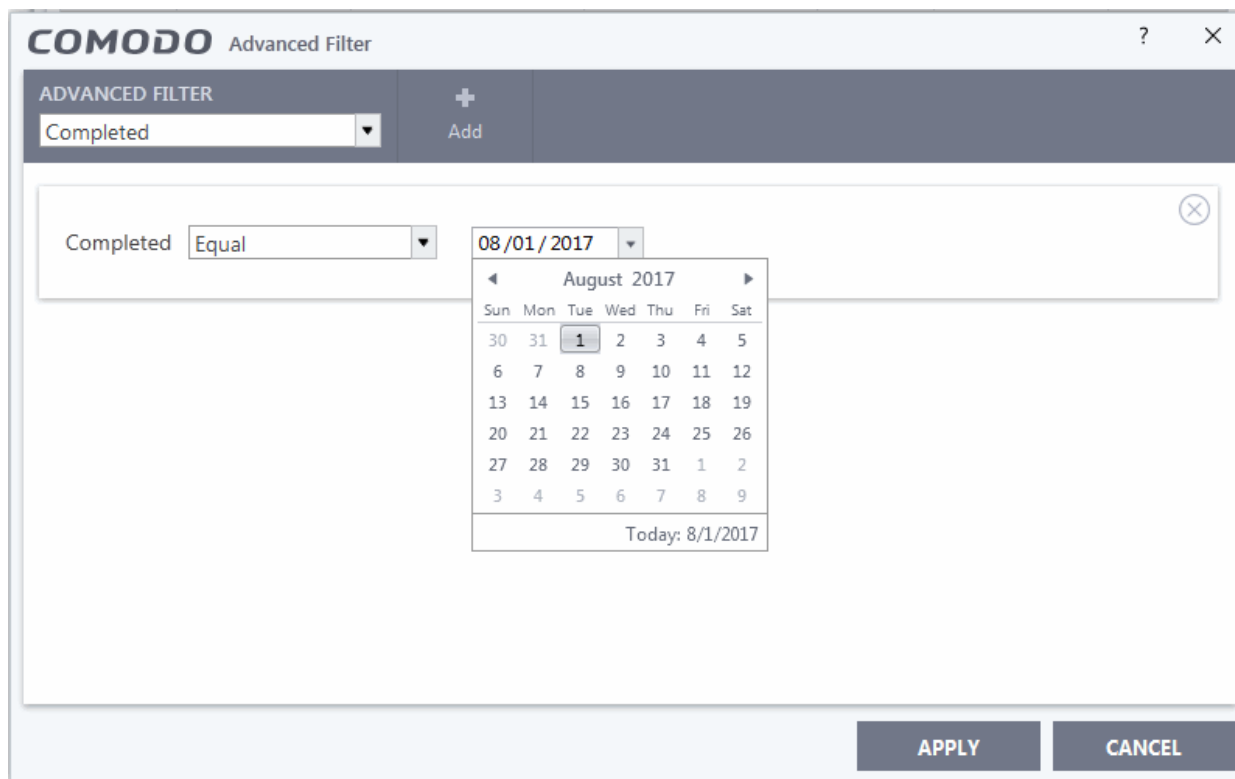 COMODO Advanced Filter ?
ADVANCED FILTER
Completed
Add
Completed Equal 08/01/2017
August 2017
Sun Mon Tue Wed Thu Fri Sat
30 31 1 2 3 4 5
6 7 8 9 10 11 12
13 14 15 16 17 18 19
20 21 22 23 24 25 26
27 28 29 30 31 1 2
3 4 5 6 7 8 9
Today: 8/1/2017
APPLY CANCEL